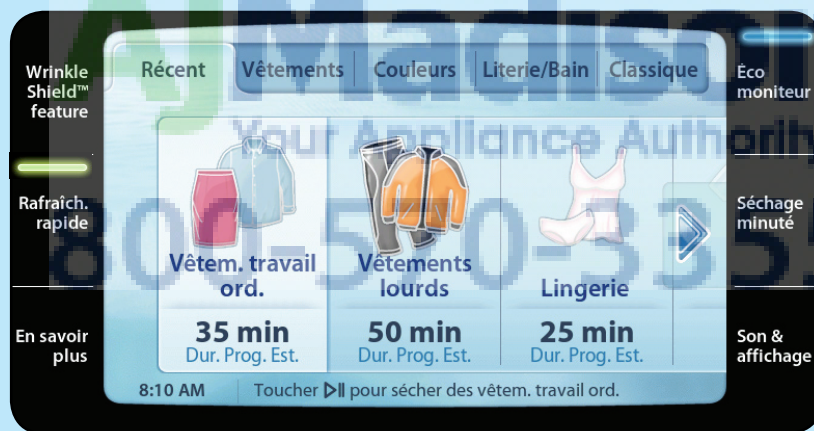 AJMadison
Your Appliance Authority
Wrinkle
Shield™
feature
Rafraîch.
rapide
En savoir
plus
Récent
Vêtements
Couleurs
Literie/Bain
Classique
Vêtem. travail
ord.
35 min
Dur. Prog. Est.
Vêtements
lourds
50 min
Dur. Prog. Est.
Lingerie
25 min
Dur. Prog. Est.
8:10 AM
Toucher ▷II pour sécher des vêtem. travail ord.
Éco
moniteur
Séchage
minuté
Son &
affichage